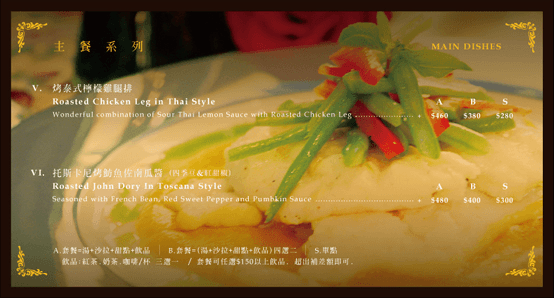 主餐系列 MAIN DISHES
V. 烤泰式檸檬雞腿排
Roasted Chicken Leg in Thai Style A B S
Wonderful combination of Sour Thai Lemon Sauce with Roasted Chicken Leg $460 $380 $280
VI. 托斯卡尼烤魴魚佐南瓜醬 (四季豆&紅甜椒)
Roasted John Dory In Toscana Style A B S
Seasoned with French Bean, Red Sweet Pepper and Pumbkin Sauce $480 $400 $300
A.套餐=湯+沙拉+甜點+飲品 | B.套餐=(湯+沙拉+甜點+飲品)四選二 | S.單點
飲品:紅茶.奶茶.咖啡/杯 三選一 / 套餐可任選$150以上飲品, 超出補差額即可.